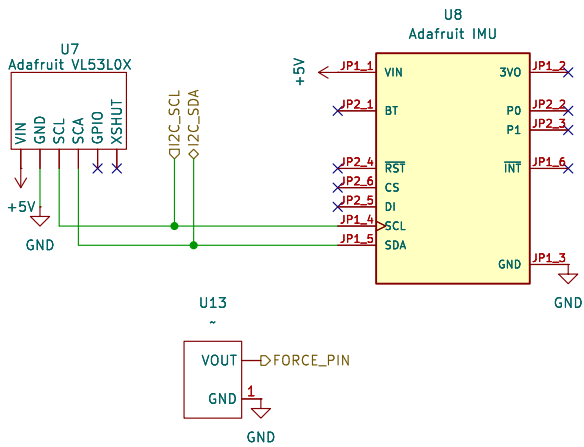 U7
Adafruit VL53L0X
VIN
GND
SCL
SCA
GPIO
XSHUT
+5V
GND
I2C_SCL
I2C_SDA
U8
Adafruit IMU
+5V
JP1_1
VIN
JP2_1
BT
JP2_4
RST
JP2_6
CS
JP2_5
DI
JP1_4
SCL
JP1_5
SDA
3VO
JP1_2
P0
JP2_2
P1
JP2_3
INT
JP1_6
GND
JP1_3
GND
U13
~
VOUT
FORCE_PIN
GND
1
GND